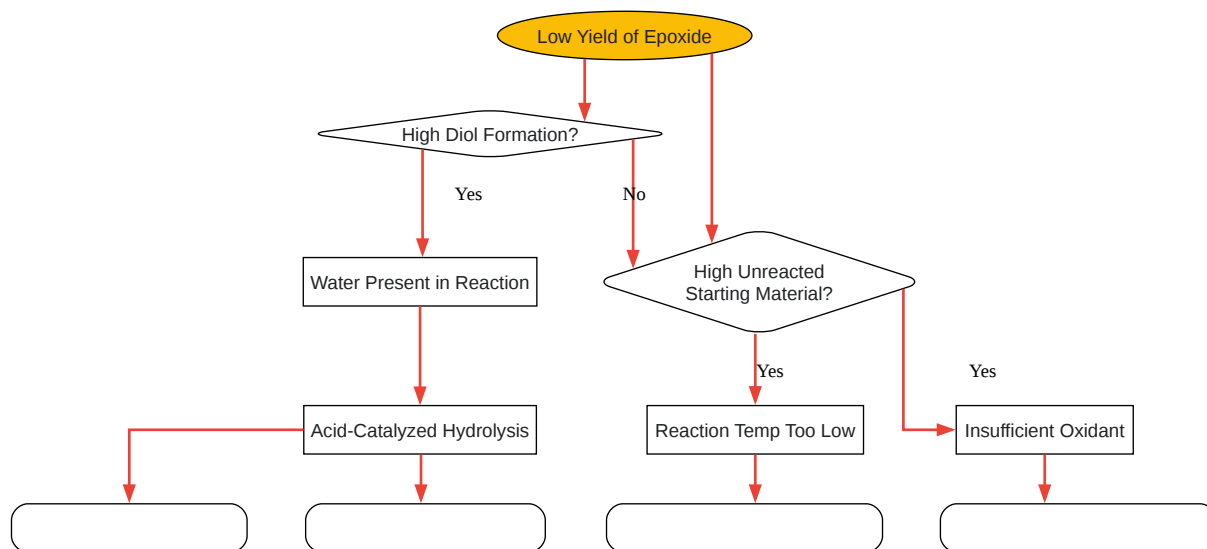 Low Yield of Epoxide
High Diol Formation?
Yes
No
High Unreacted
Starting Material?
Water Present in Reaction
Yes
Yes
Acid-Catalyzed Hydrolysis
Reaction Temp Too Low
Insufficient Oxidant